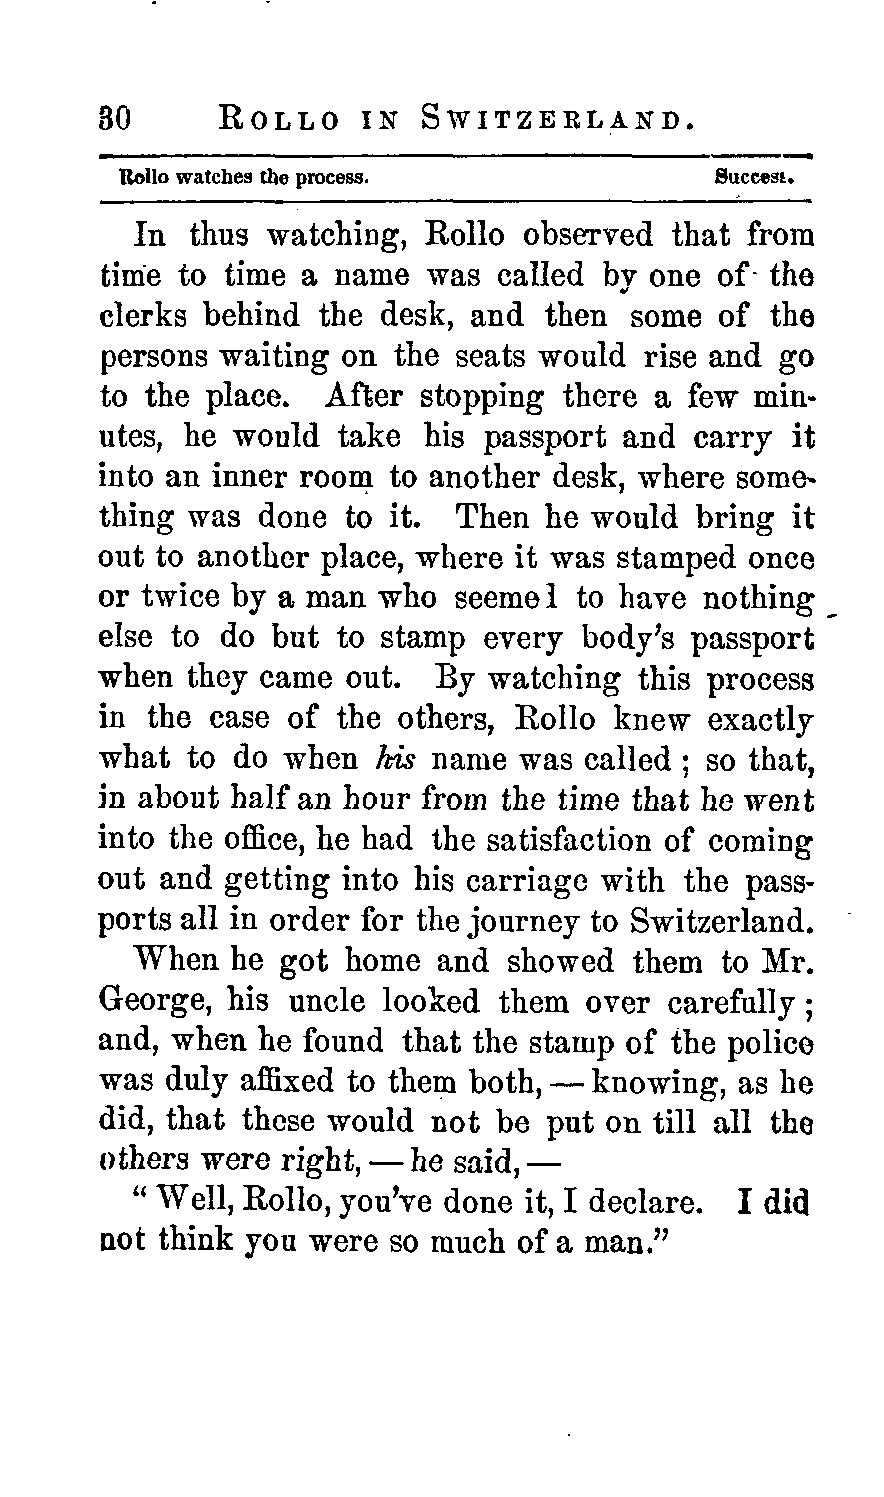 30 ROLLO IN SWITZERLAND.
Rollo watches the process. Success.
In thus watching, Rollo observed that from
time to time a name was called by one of the
clerks behind the desk, and then some of the
persons waiting on the seats would rise and go
to the place. After stopping there a few min-
utes, he would take his passport and carry it
into an inner room to another desk, where some-
thing was done to it. Then he would bring it
out to another place, where it was stamped once
or twice by a man who seemed to have nothing
else to do but to stamp every body's passport
when they came out. By watching this process
in the case of the others, Rollo knew exactly
what to do when his name was called; so that,
in about half an hour from the time that he went
into the office, he had the satisfaction of coming
out and getting into his carriage with the pass-
ports all in order for the journey to Switzerland.
When he got home and showed them to Mr.
George, his uncle looked them over carefully;
and, when he found that the stamp of the police
was duly affixed to them both,—knowing, as he
did, that these would not be put on till all the
others were right,—he said,—
"Well, Rollo, you've done it, I declare. I did
not think you were so much of a man."